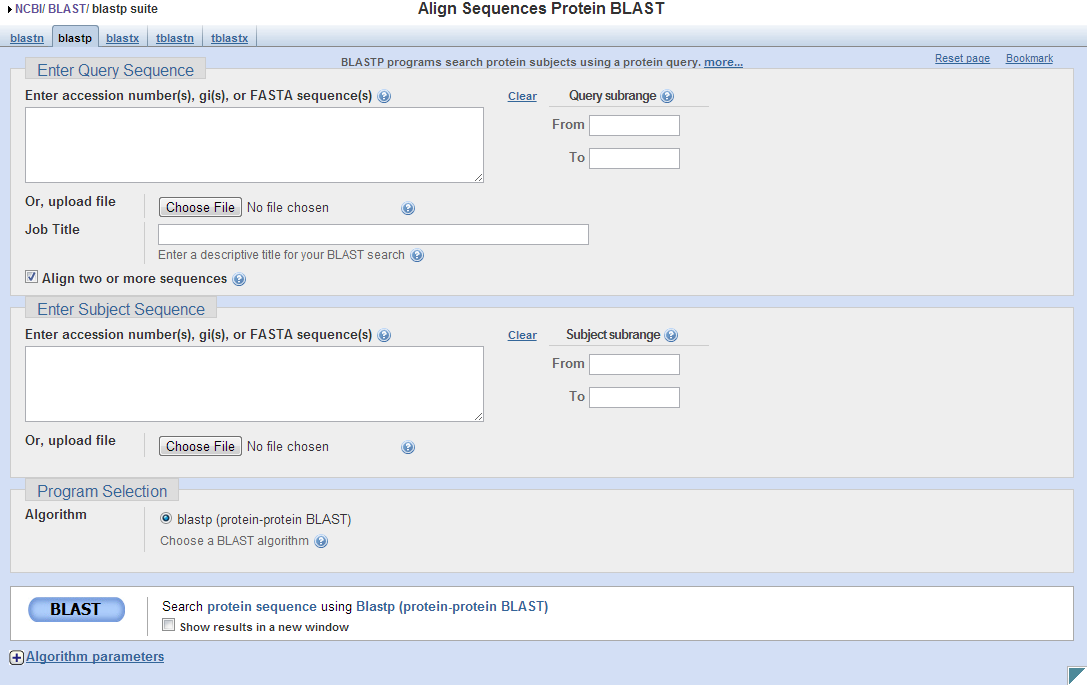 NCBI/ BLAST/ blastp suite
Align Sequences Protein BLAST
blastn blastp blastx tblastn tblastx
BLASTP programs search protein subjects using a protein query. more...
Reset page Bookmark
Enter Query Sequence
Enter accession number(s), gi(s), or FASTA sequence(s)
Clear
Query subrange
From
To
Or, upload file
Choose File No file chosen
Job Title
Enter a descriptive title for your BLAST search
Align two or more sequences
Enter Subject Sequence
Enter accession number(s), gi(s), or FASTA sequence(s)
Clear
Subject subrange
From
To
Or, upload file
Choose File No file chosen
Program Selection
Algorithm
blastp (protein-protein BLAST)
Choose a BLAST algorithm
BLAST
Search protein sequence using Blastp (protein-protein BLAST)
Show results in a new window
Algorithm parameters